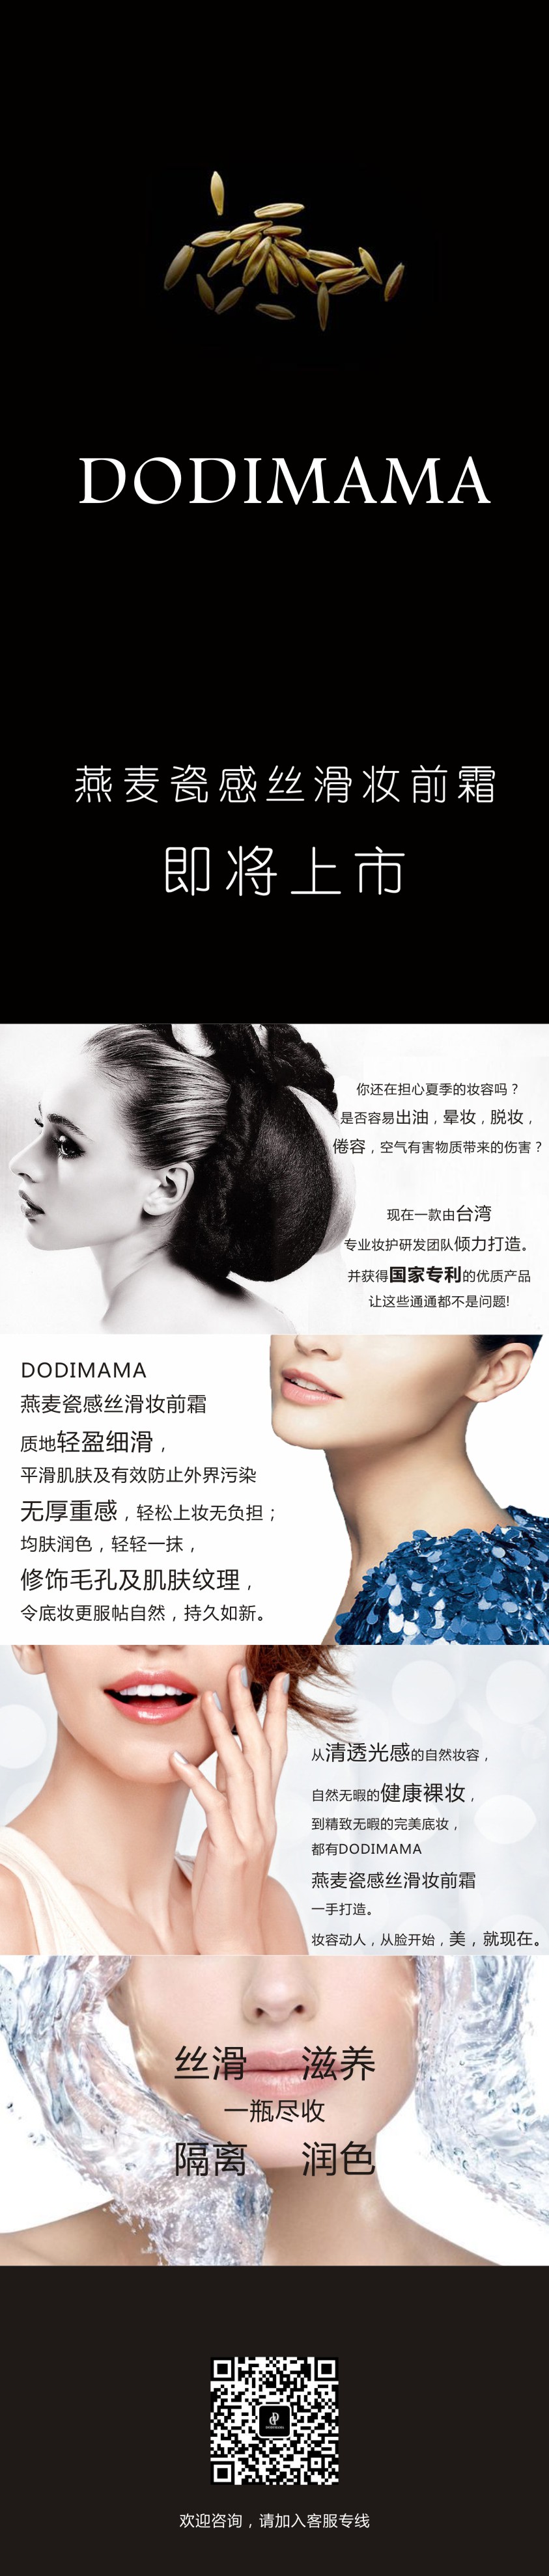 DODIMAMA
燕麦瓷感丝滑妆前霜
即将上市
你还在担心夏季的妆容吗？
是否容易出油，晕妆，脱妆，
倦容，空气有害物质带来的伤害？
现在一款由台湾
专业妆护研发团队倾力打造。
并获得国家专利的优质产品
让这些通通都不是问题!
DODIMAMA
燕麦瓷感丝滑妆前霜
质地轻盈细滑，
平滑肌肤及有效防止外界污染
无厚重感，轻松上妆无负担；
均肤润色，轻轻一抹，
修饰毛孔及肌肤纹理，
令底妆更服帖自然，持久如新。
从清透光感的自然妆容，
自然无暇的健康裸妆，
到精致无暇的完美底妆，
都有DODIMAMA
燕麦瓷感丝滑妆前霜
一手打造。
妆容动人，从脸开始，美，就现在。
丝滑 滋养
一瓶尽收
隔离 润色
欢迎咨询，请加入客服专线